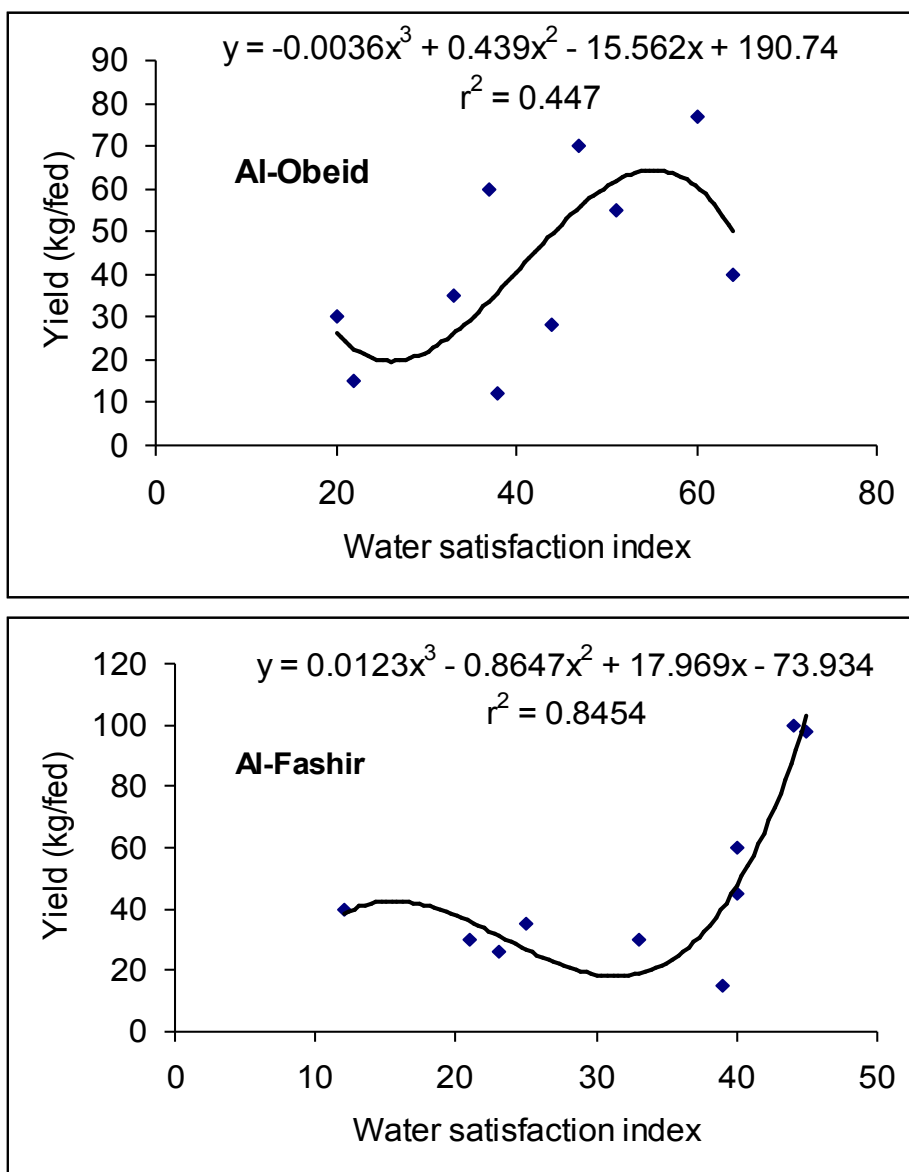 y = -0.0036x³ + 0.439x² - 15.562x + 190.74
r² = 0.447
Al-Obeid
Yield (kg/fed)
90
80
70
60
50
40
30
20
10
0
0 20 40 60 80
Water satisfaction index
y = 0.0123x³ - 0.8647x² + 17.969x - 73.934
r² = 0.8454
Al-Fashir
Yield (kg/fed)
120
100
80
60
40
20
0
0 10 20 30 40 50
Water satisfaction index